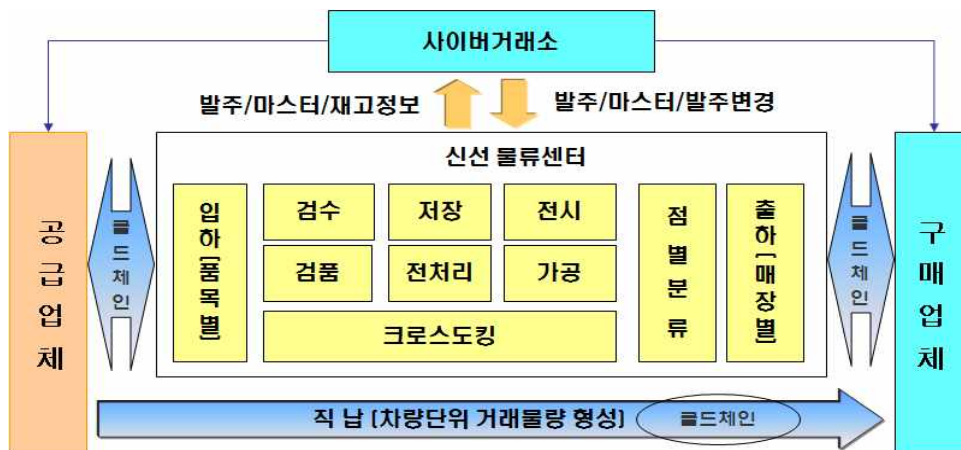 사이버거래소
발주/마스터/재고정보
발주/마스터/발주변경
신선 물류센터
공급업체
콜드체인
입하[품목별]
검수
저장
전시
검품
전처리
가공
크로스도킹
점별분류
출하[매장별]
콜드체인
구매업체
직 납 [차량단위 거래물량 형성]
콜드체인